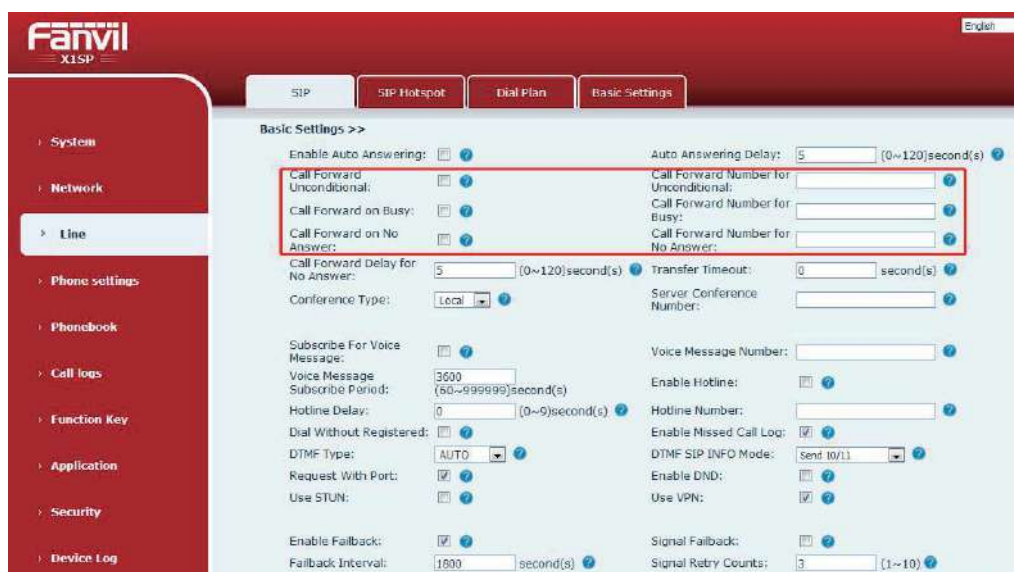 Fanvil
X1SP
English
SIP
SIP Hotspot
Dial Plan
Basic Settings
System
Network
Line
Phone settings
Phonebook
Call logs
Function Key
Application
Security
Device Log
Basic Settings >>
Enable Auto Answering:
Auto Answering Delay: 5 (0~120)second(s)
Call Forward
Unconditional:
Call Forward Number for
Unconditional:
Call Forward on Busy:
Call Forward Number for
Busy:
Call Forward on No
Answer:
Call Forward Number for
No Answer:
Call Forward Delay for
No Answer: 5 (0~120)second(s)
Transfer Timeout: 0 second(s)
Conference Type: Local
Server Conference
Number:
Subscribe For Voice
Message:
Voice Message Number:
Voice Message
Subscribe Period: 3600
(60~999999)second(s)
Enable Hotline:
Hotline Delay: 0 (0~9)second(s)
Hotline Number:
Dial Without Registered:
Enable Missed Call Log:
DTMF Type: AUTO
DTMF SIP INFO Mode: Send 10/11
Request With Port:
Enable DND:
Use STUN:
Use VPN:
Enable Failback:
Signal Failback:
Failback Interval: 1800 second(s)
Signal Retry Counts: 3 (1~10)